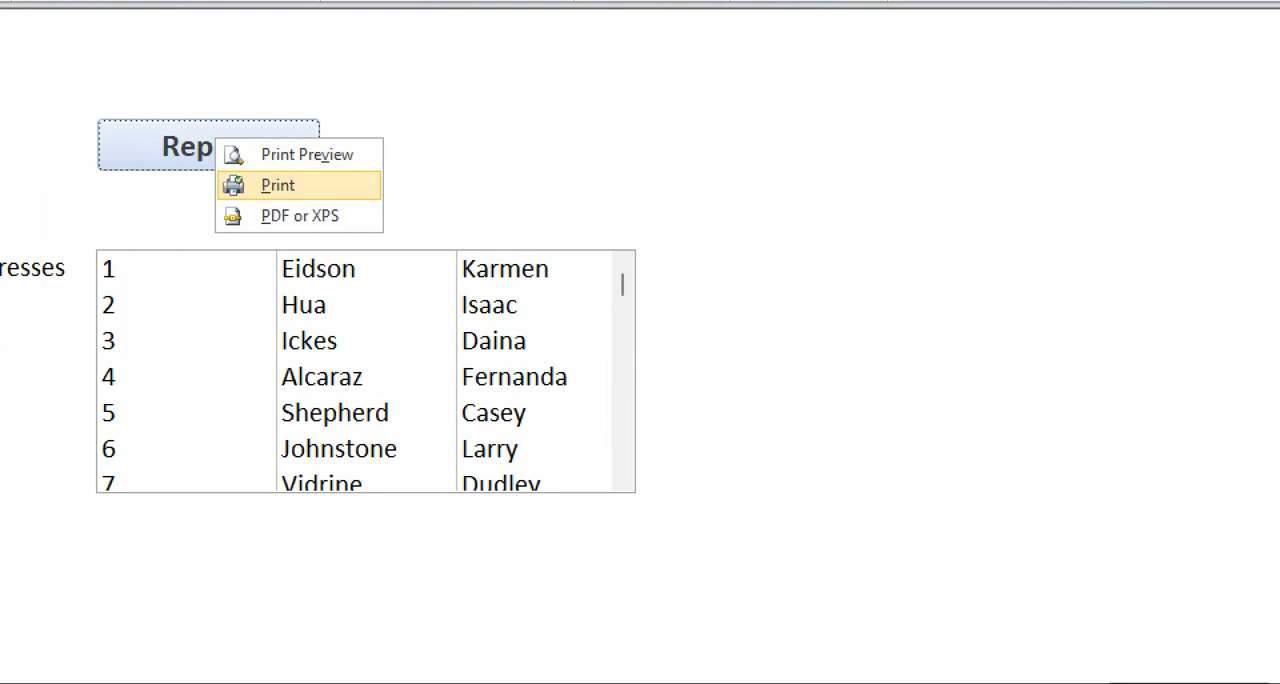 Rep
Print Preview
Print
PDF or XPS
resses
1 Eidson Karmen
2 Hua Isaac
3 Ickes Daina
4 Alcaraz Fernanda
5 Shepherd Casey
6 Johnstone Larry
7 Vidrine Dudley